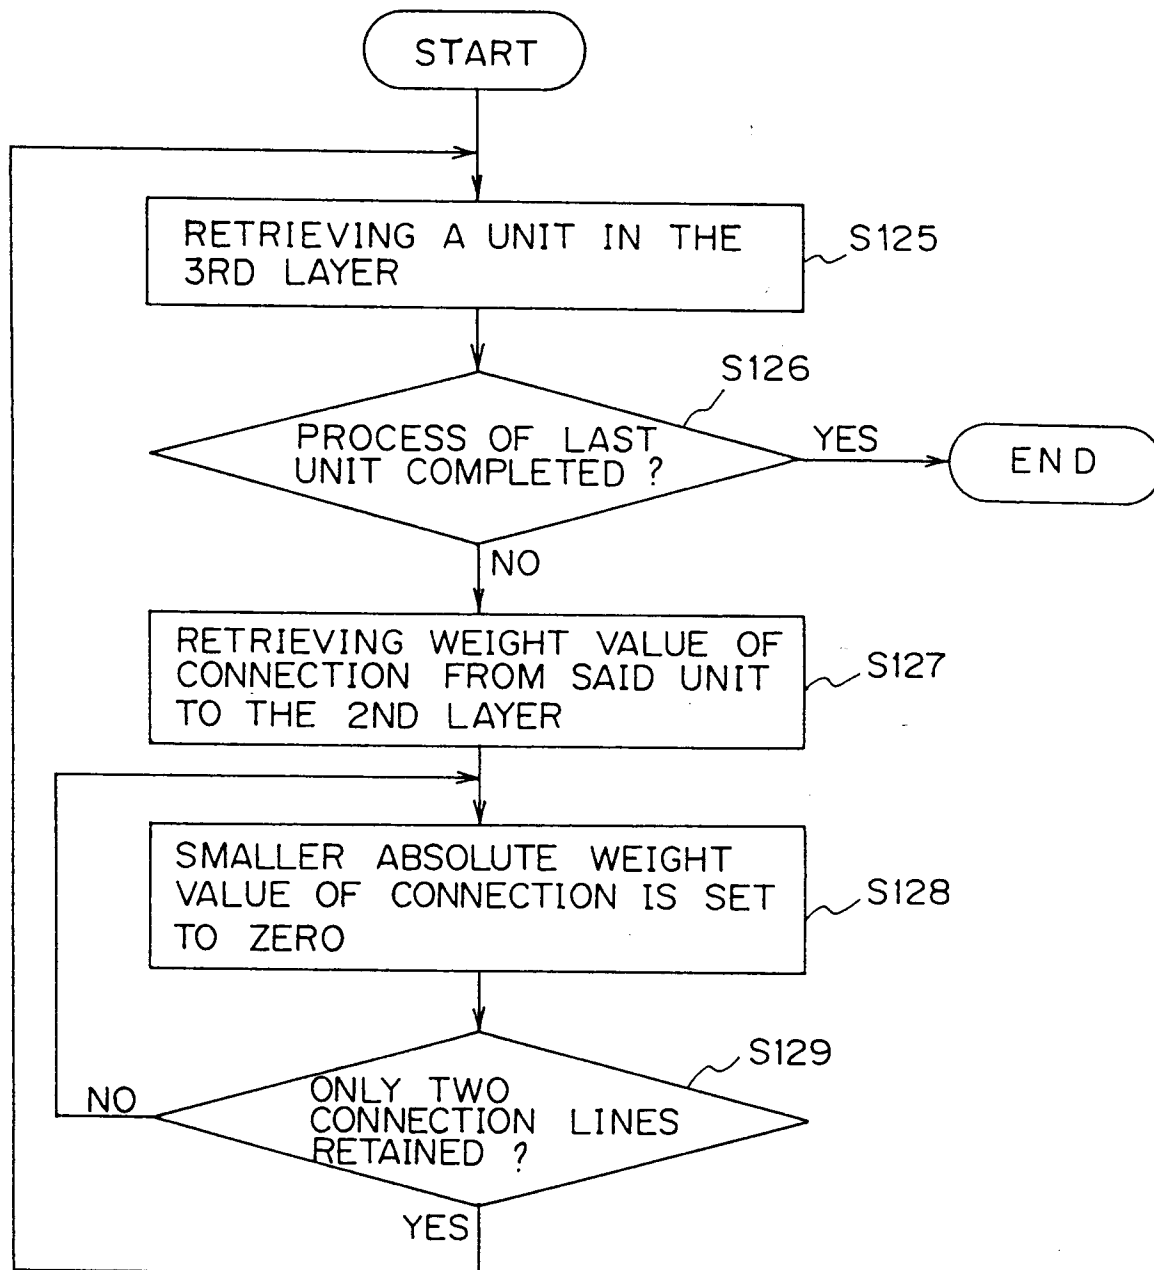 START
RETRIEVING A UNIT IN THE
3RD LAYER
S125
S126
PROCESS OF LAST
UNIT COMPLETED ?
YES
END
NO
RETRIEVING WEIGHT VALUE OF
CONNECTION FROM SAID UNIT
TO THE 2ND LAYER
S127
SMALLER ABSOLUTE WEIGHT
VALUE OF CONNECTION IS SET
TO ZERO
S128
S129
ONLY TWO
CONNECTION LINES
RETAINED ?
NO
YES